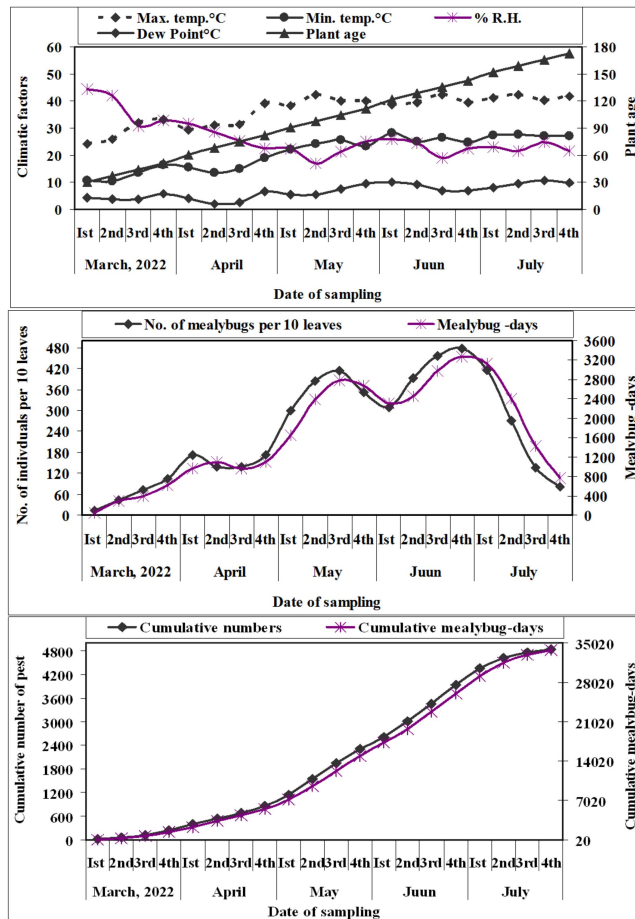 Max. temp.°C Min. temp.°C % R.H.
Dew Point°C Plant age
60 180
50 150
40 120
30 90
20 60
10 30
0 0
Climatic factors
Plant age
Ist 2nd 3rd 4th Ist 2nd 3rd 4th Ist 2nd 3rd 4th Ist 2nd 3rd 4th Ist 2nd 3rd 4th
March, 2022 April May Juun July
Date of sampling
No. of mealybugs per 10 leaves Mealybug -days
480 3600
420 3200
360 2800
300 2400
240 2000
180 1600
120 1200
60 800
0 400
0
No. of individuals per 10 leaves
Mealybug -days
Ist 2nd 3rd 4th Ist 2nd 3rd 4th Ist 2nd 3rd 4th Ist 2nd 3rd 4th Ist 2nd 3rd 4th
March, 2022 April May Juun July
Date of sampling
Cumulative numbers Cumulative mealybug-days
4800 35020
4200 28020
3600 21020
3000 14020
2400 7020
1800 20
1200
600
0
Cumulative number of pest
Cumulative mealybug-days
Ist 2nd 3rd 4th Ist 2nd 3rd 4th Ist 2nd 3rd 4th Ist 2nd 3rd 4th Ist 2nd 3rd 4th
March, 2022 April May Juun July
Date of sampling